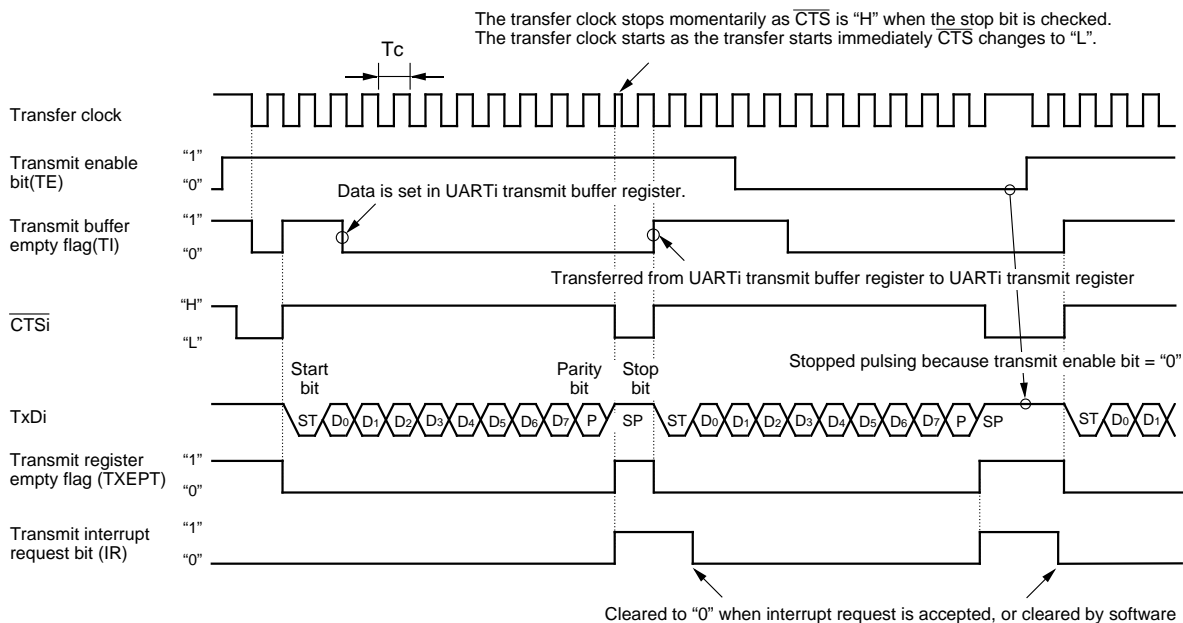 The transfer clock stops momentarily as CTS is “H” when the stop bit is checked.
The transfer clock starts as the transfer starts immediately CTS changes to “L”.
Tc
Transfer clock
Transmit enable
bit(TE)
“1”
“0”
Data is set in UARTi transmit buffer register.
Transmit buffer
empty flag(TI)
“1”
“0”
Transferred from UARTi transmit buffer register to UARTi transmit register
CTSi
“H”
“L”
Stopped pulsing because transmit enable bit = “0”
Start
bit
Parity
bit
Stop
bit
TxDi
ST D0 D1 D2 D3 D4 D5 D6 D7 P SP ST D0 D1 D2 D3 D4 D5 D6 D7 P SP ST D0 D1
Transmit register
empty flag (TXEPT)
“1”
“0”
Transmit interrupt
request bit (IR)
“1”
“0”
Cleared to “0” when interrupt request is accepted, or cleared by software